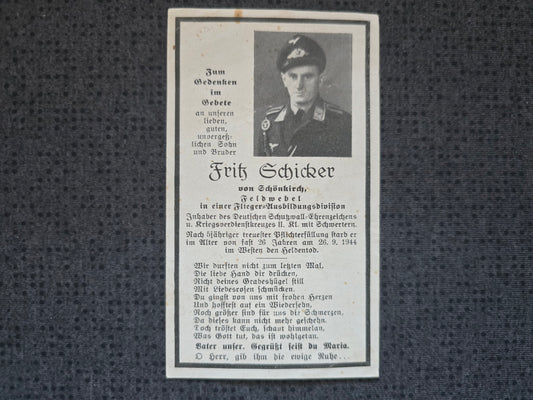 Zum
Gedenken
im
Gebete
an unseren
lieben,
guten,
unvergeß-
lichen Sohn
und Bruder
Fritz Schicker
von Schönkirch,
Feldwebel
in einer Flieger-Ausbildungsdivision
Inhaber des Deutschen Schutzwall-Ehrenzeichens
u. Kriegsverdienstkreuzes II. Kl. mit Schwertern.
Nach 5jähriger treuester Pflichterfüllung starb er
im Alter von fast 26 Jahren am 26. 9. 1944
im Westen den Heldentod.
Wir durften nicht zum letzten Mal,
Die liebe Hand dir drücken,
Nicht deines Grabeshügel still
Mit Liebesrosen schmücken.
Du gingst von uns mit frohen Herzen
Und hofftest auf ein Wiedersehn,
Noch größer sind für uns die Schmerzen,
Da dieses kann nicht mehr geschehn.
Doch tröstet Euch, schaut himmelan,
Was Gott tut, das ist wohlgetan.
Vater unser. Gegrüßt seist du Maria.
O Herr, gib ihm die ewige Ruhe...